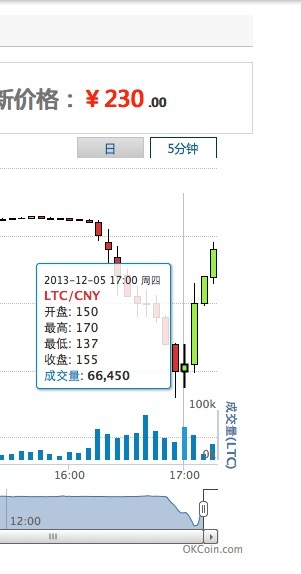 新价格：￥230.00
日 5分钟
2013-12-05 17:00 周四
LTC/CNY
开盘: 150
最高: 170
最低: 137
收盘: 155
成交量: 66,450
100k
0k
成交量(LTC)
16:00 17:00
12:00
OKCoin.com